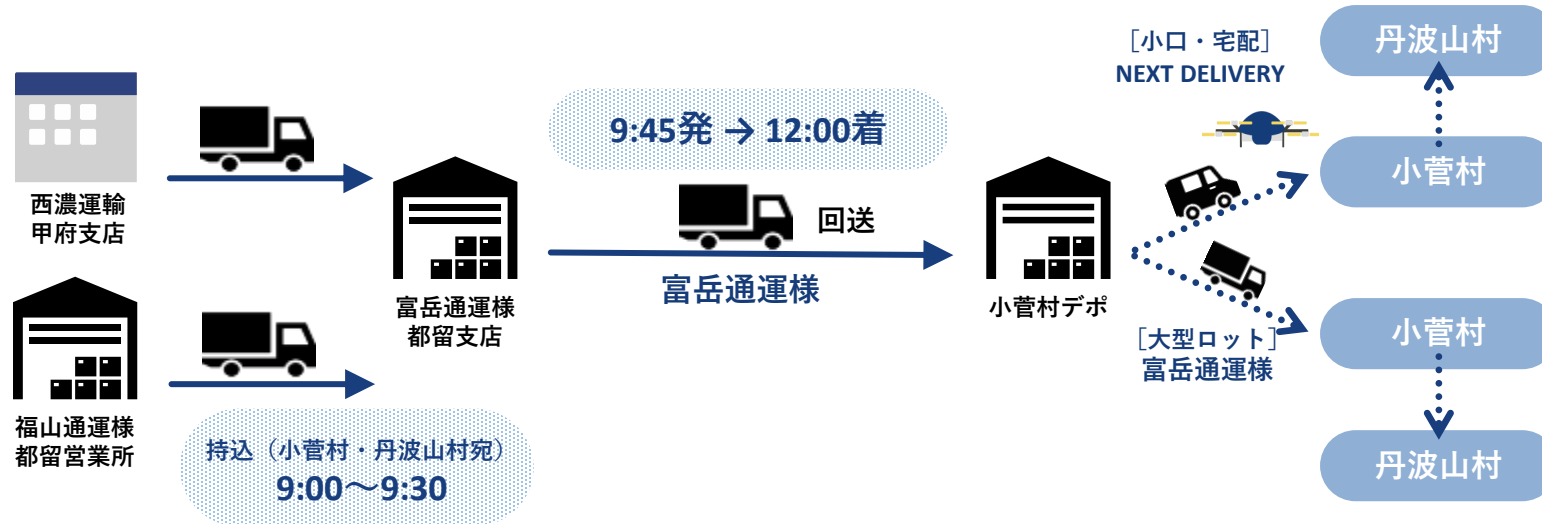 西濃運輸
甲府支店
福山通運様
都留営業所
持込（小菅村・丹波山村宛）
9:00～9:30
富岳通運様
都留支店
9:45発 → 12:00着
回送
富岳通運様
小菅村デポ
［小口・宅配］
NEXT DELIVERY
丹波山村
小菅村
［大型ロット］
富岳通運様
小菅村
丹波山村